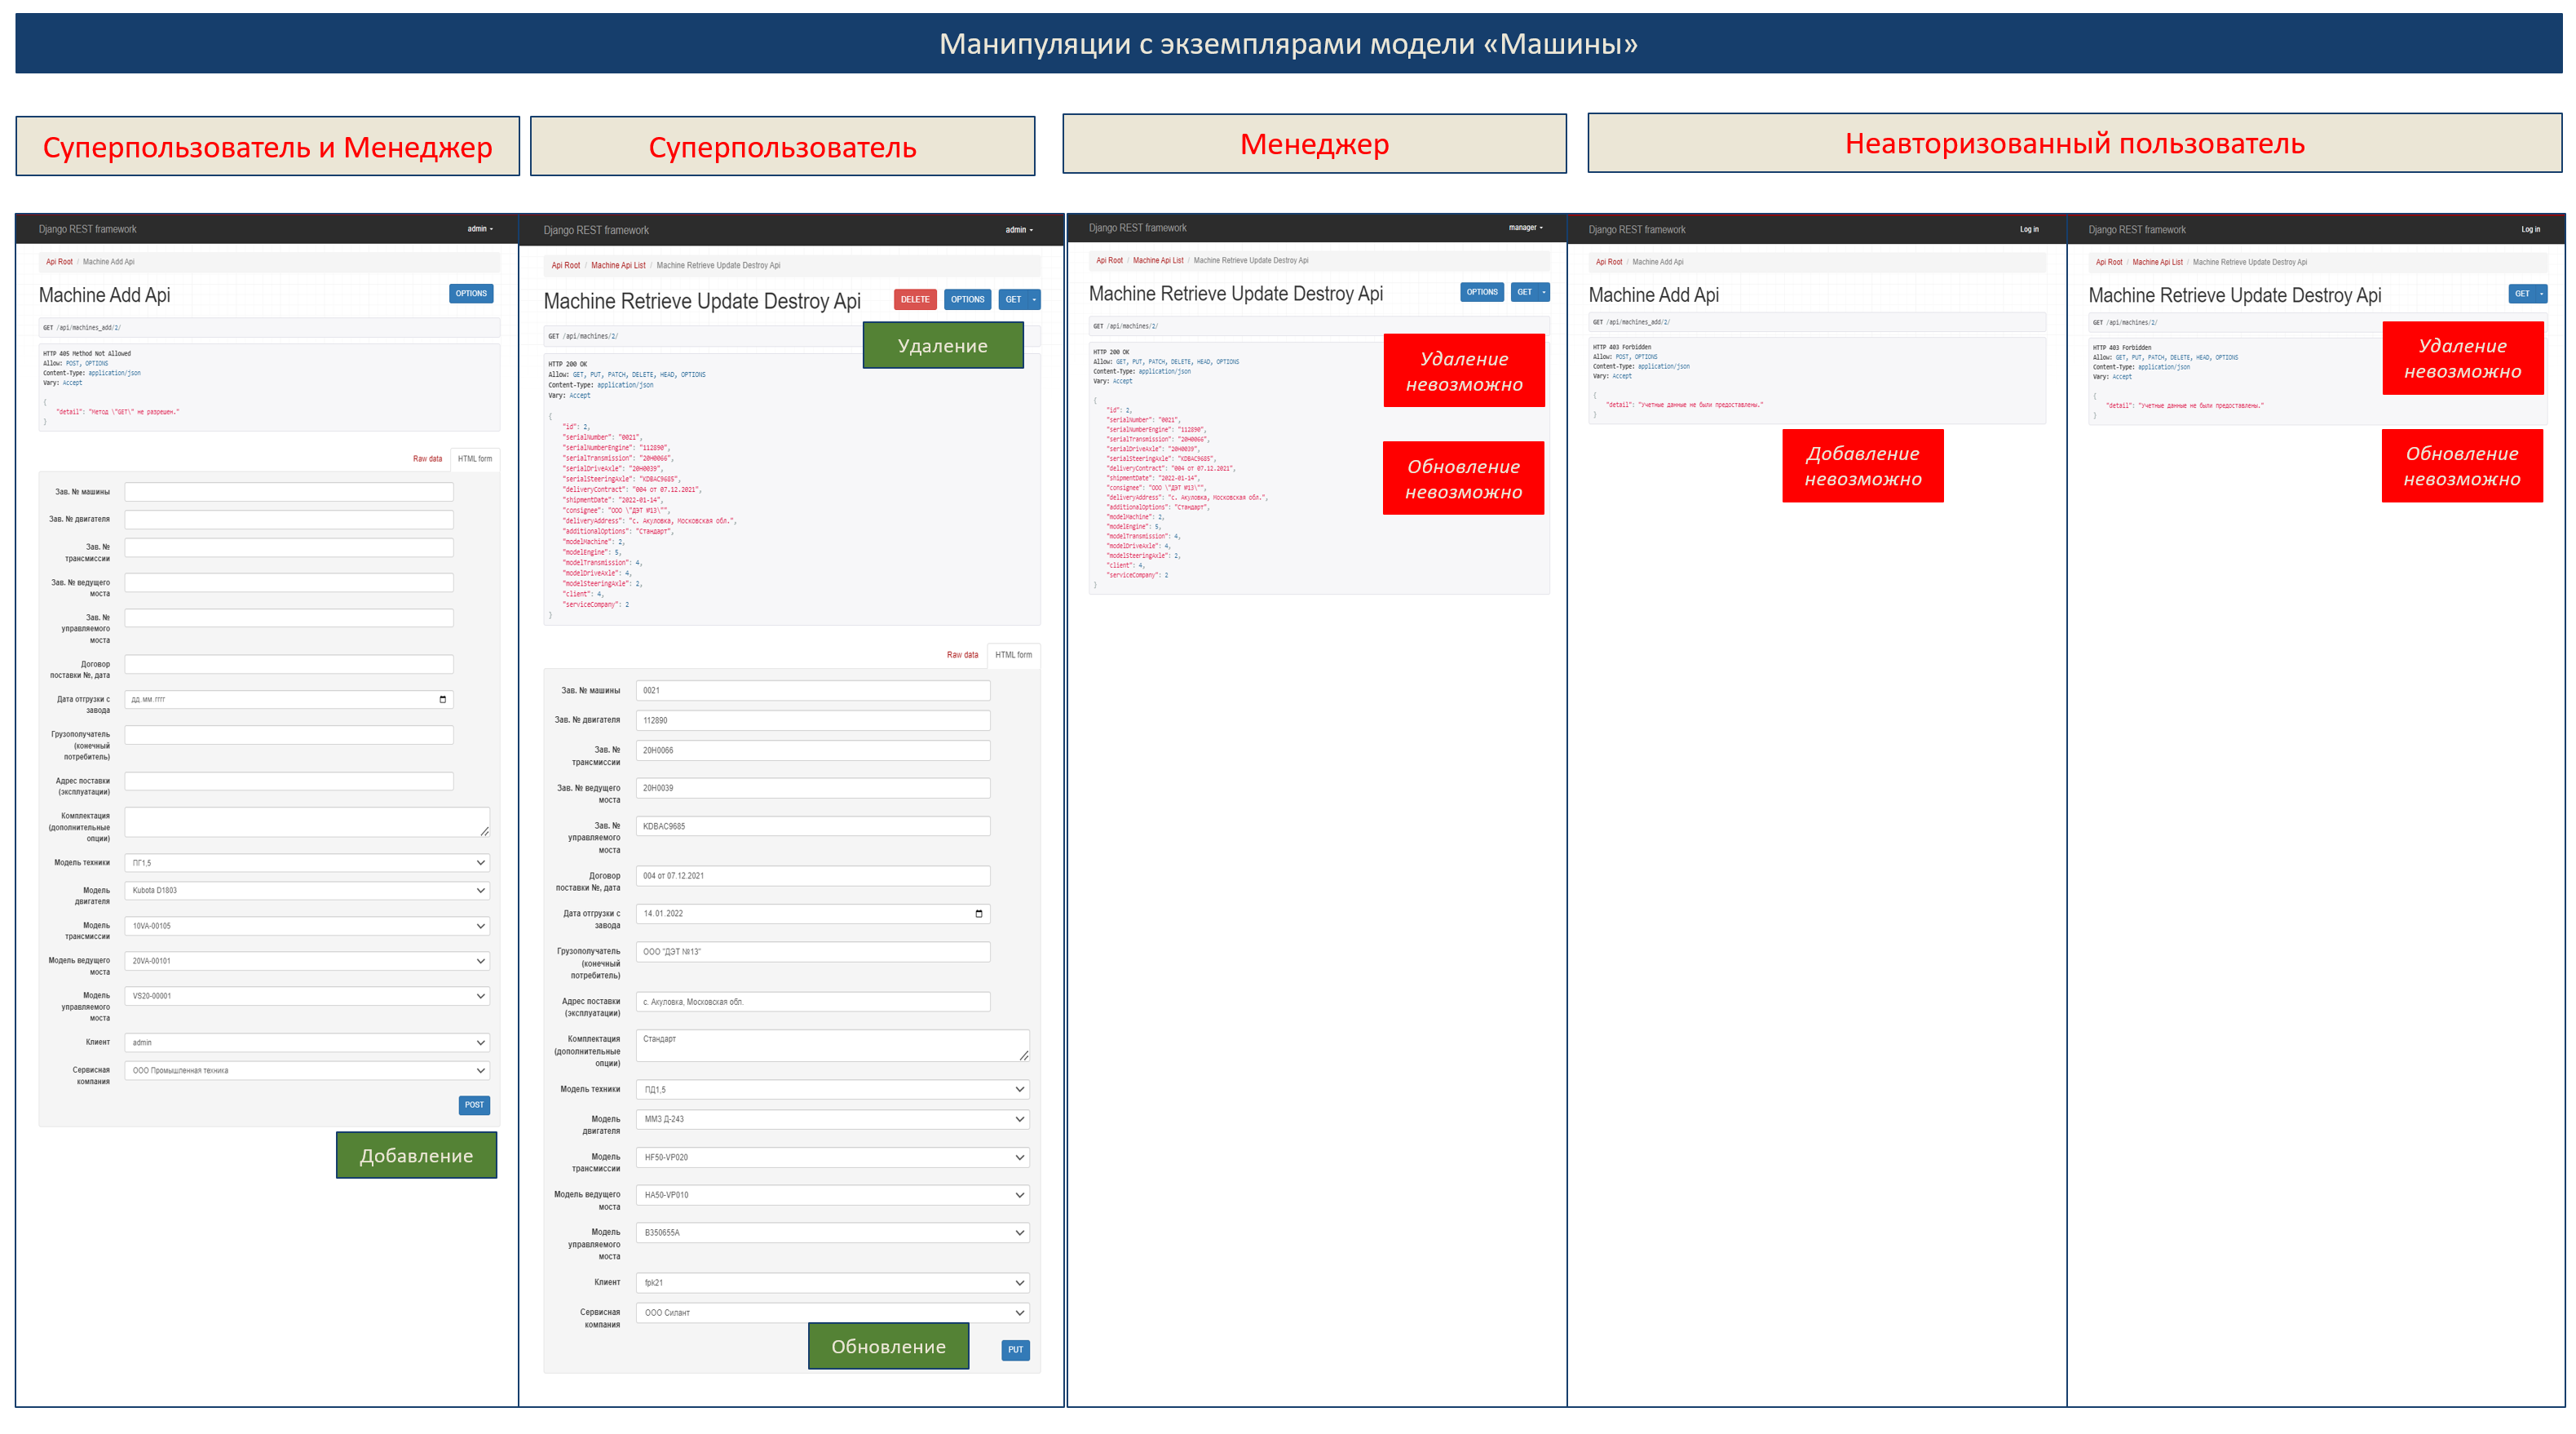 Манипуляции с экземплярами модели «Машины»
Суперпользователь и Менеджер
Суперпользователь
Менеджер
Неавторизованный пользователь
Django REST framework
admin
Api Root / Machine Add Api
Machine Add Api
OPTIONS
GET /api/machines_add/2/
HTTP 405 Method Not Allowed
Allow: POST, OPTIONS
Content-Type: application/json
Vary: Accept
{
"detail": "Метод \"GET\" не разрешен."
}
Raw data
HTML form
Зав. № машины
Зав. № двигателя
Зав. №
трансмиссии
Зав. № ведущего
моста
Зав. №
управляемого
моста
Договор
поставки №, дата
Дата отгрузки с
завода
дд.мм.гггг
Грузополучатель
(конечный
потребитель)
Адрес поставки
(эксплуатации)
Комплектация
(дополнительные
опции)
Модель техники
ПГ1,5
Модель
двигателя
Kubota D1803
Модель
трансмиссии
10VA-00105
Модель ведущего
моста
20VA-00101
Модель
управляемого
моста
VS20-00001
Клиент
admin
Сервисная
компания
ООО Промышленная техника
POST
Добавление
Django REST framework
admin
Api Root / Machine Api List / Machine Retrieve Update Destroy Api
Machine Retrieve Update Destroy Api
DELETE
OPTIONS
GET
GET /api/machines/2/
Удаление
HTTP 200 OK
Allow: GET, PUT, PATCH, DELETE, HEAD, OPTIONS
Content-Type: application/json
Vary: Accept
{
"id": 2,
"serialNumber": "0021",
"serialNumberEngine": "112890",
"serialTransmission": "20H0066",
"serialDriveAxle": "20H0039",
"serialSteeringAxle": "KDBAC9685",
"deliveryContract": "004 от 07.12.2021",
"shipmentDate": "2022-01-14",
"consignee": "ООО \"ДЭТ №13\"",
"deliveryAddress": "с. Акуловка, Московская обл.",
"additionalOptions": "Стандарт",
"modelMachine": 2,
"modelEngine": 5,
"modelTransmission": 4,
"modelDriveAxle": 4,
"modelSteeringAxle": 2,
"client": 4,
"serviceCompany": 2
}
Raw data
HTML form
Зав. № машины
0021
Зав. № двигателя
112890
Зав. №
трансмиссии
20H0066
Зав. № ведущего
моста
20H0039
Зав. №
управляемого
моста
KDBAC9685
Договор
поставки №, дата
004 от 07.12.2021
Дата отгрузки с
завода
14.01.2022
Грузополучатель
(конечный
потребитель)
ООО "ДЭТ №13"
Адрес поставки
(эксплуатации)
с. Акуловка, Московская обл.
Комплектация
(дополнительные
опции)
Стандарт
Модель техники
ПД1,5
Модель
двигателя
ММЗ Д-243
Модель
трансмиссии
HF50-VP020
Модель ведущего
моста
HA50-VP010
Модель
управляемого
моста
B350655A
Клиент
fpk21
Сервисная
компания
ООО Силант
Обновление
PUT
Django REST framework
manager
Api Root / Machine Api List / Machine Retrieve Update Destroy Api
Machine Retrieve Update Destroy Api
OPTIONS
GET
GET /api/machines/2/
HTTP 200 OK
Allow: GET, PUT, PATCH, DELETE, HEAD, OPTIONS
Content-Type: application/json
Vary: Accept
{
"id": 2,
"serialNumber": "0021",
"serialNumberEngine": "112890",
"serialTransmission": "20H0066",
"serialDriveAxle": "20H0039",
"serialSteeringAxle": "KDBAC9685",
"deliveryContract": "004 от 07.12.2021",
"shipmentDate": "2022-01-14",
"consignee": "ООО \"ДЭТ №13\"",
"deliveryAddress": "с. Акуловка, Московская обл.",
"additionalOptions": "Стандарт",
"modelMachine": 2,
"modelEngine": 5,
"modelTransmission": 4,
"modelDriveAxle": 4,
"modelSteeringAxle": 2,
"client": 4,
"serviceCompany": 2
}
Удаление
невозможно
Обновление
невозможно
Django REST framework
Log in
Api Root / Machine Add Api
Machine Add Api
GET /api/machines_add/2/
HTTP 403 Forbidden
Allow: POST, OPTIONS
Content-Type: application/json
Vary: Accept
{
"detail": "Учетные данные не были предоставлены."
}
Добавление
невозможно
Django REST framework
Log in
Api Root / Machine Api List / Machine Retrieve Update Destroy Api
Machine Retrieve Update Destroy Api
GET
GET /api/machines/2/
HTTP 403 Forbidden
Allow: GET, PUT, PATCH, DELETE, HEAD, OPTIONS
Content-Type: application/json
Vary: Accept
{
"detail": "Учетные данные не были предоставлены."
}
Удаление
невозможно
Обновление
невозможно